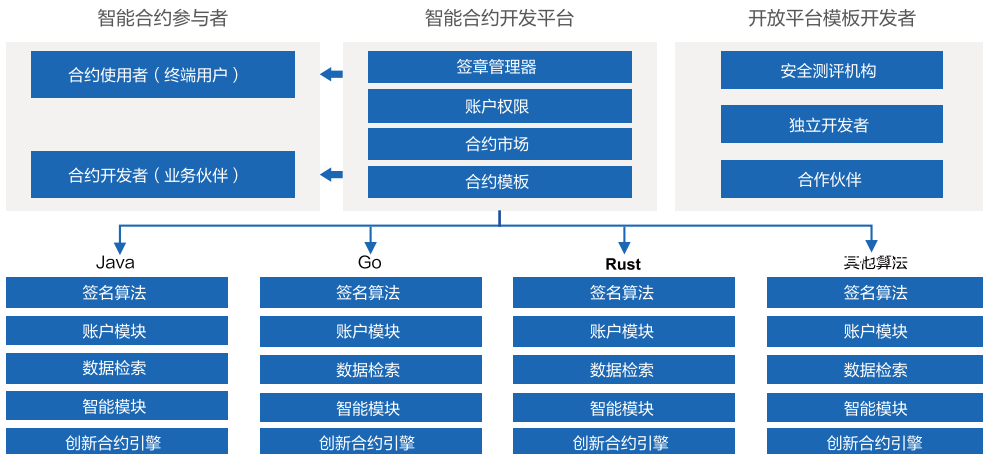 智能合约参与者
智能合约开发平台
开放平台模板开发者
合约使用者（终端用户）
合约开发者（业务伙伴）
签章管理器
账户权限
合约市场
合约模板
安全测评机构
独立开发者
合作伙伴
Java
Go
Rust
其他算法
签名算法
签名算法
签名算法
签名算法
账户模块
账户模块
账户模块
账户模块
数据检索
数据检索
数据检索
数据检索
智能模块
智能模块
智能模块
智能模块
创新合约引擎
创新合约引擎
创新合约引擎
创新合约引擎